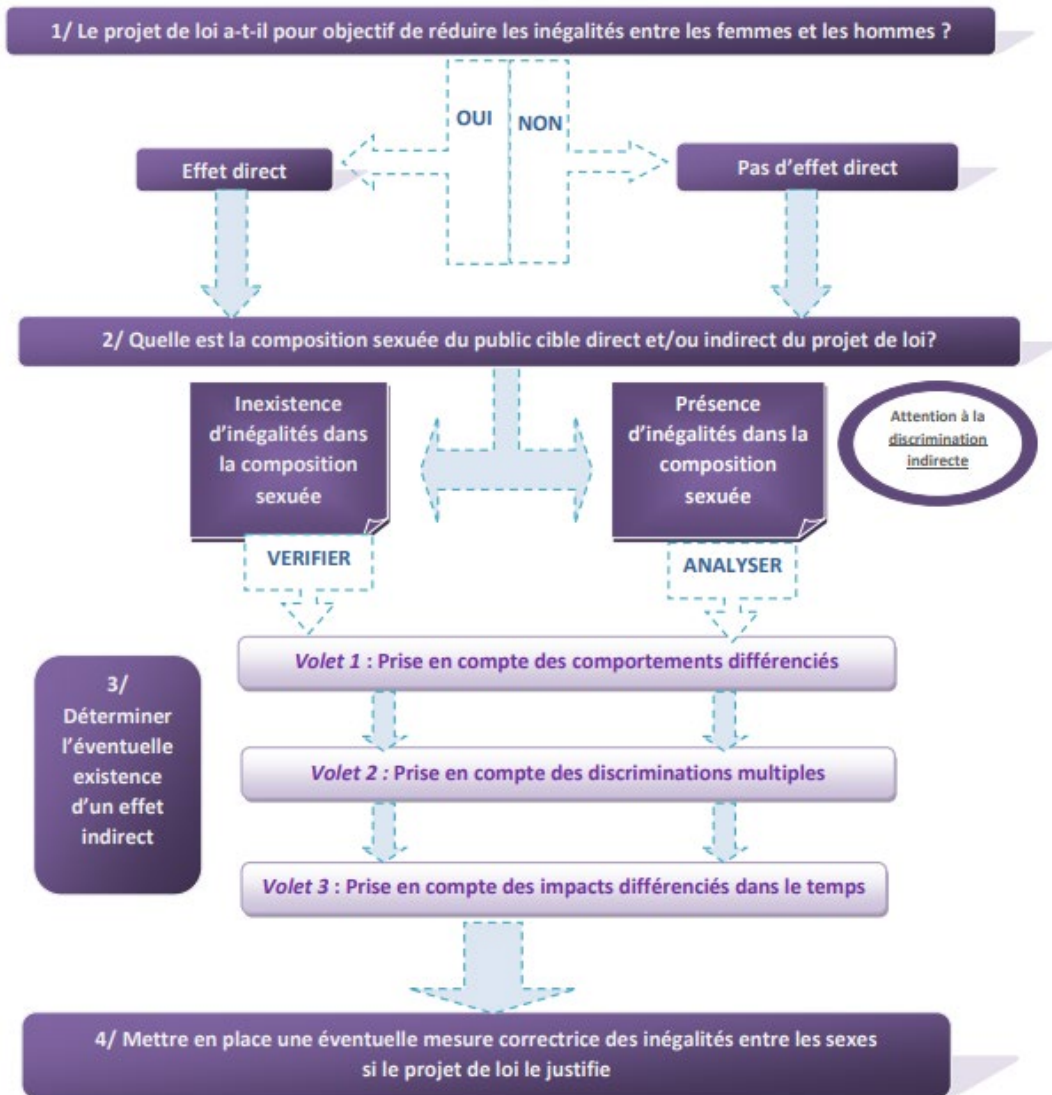 1/ Le projet de loi a-t-il pour objectif de réduire les inégalités entre les femmes et les hommes ?
OUI
NON
Effet direct
Pas d'effet direct
2/ Quelle est la composition sexuée du public cible direct et/ou indirect du projet de loi?
Inexistence
d'inégalités dans
la composition
sexuée
Présence
d'inégalités dans la
composition
sexuée
Attention à la
discrimination
indirecte
VERIFIER
ANALYSER
3/
Déterminer
l'éventuelle
existence
d'un effet
indirect
Volet 1 : Prise en compte des comportements différenciés
Volet 2 : Prise en compte des discriminations multiples
Volet 3 : Prise en compte des impacts différenciés dans le temps
4/ Mettre en place une éventuelle mesure correctrice des inégalités entre les sexes
si le projet de loi le justifie